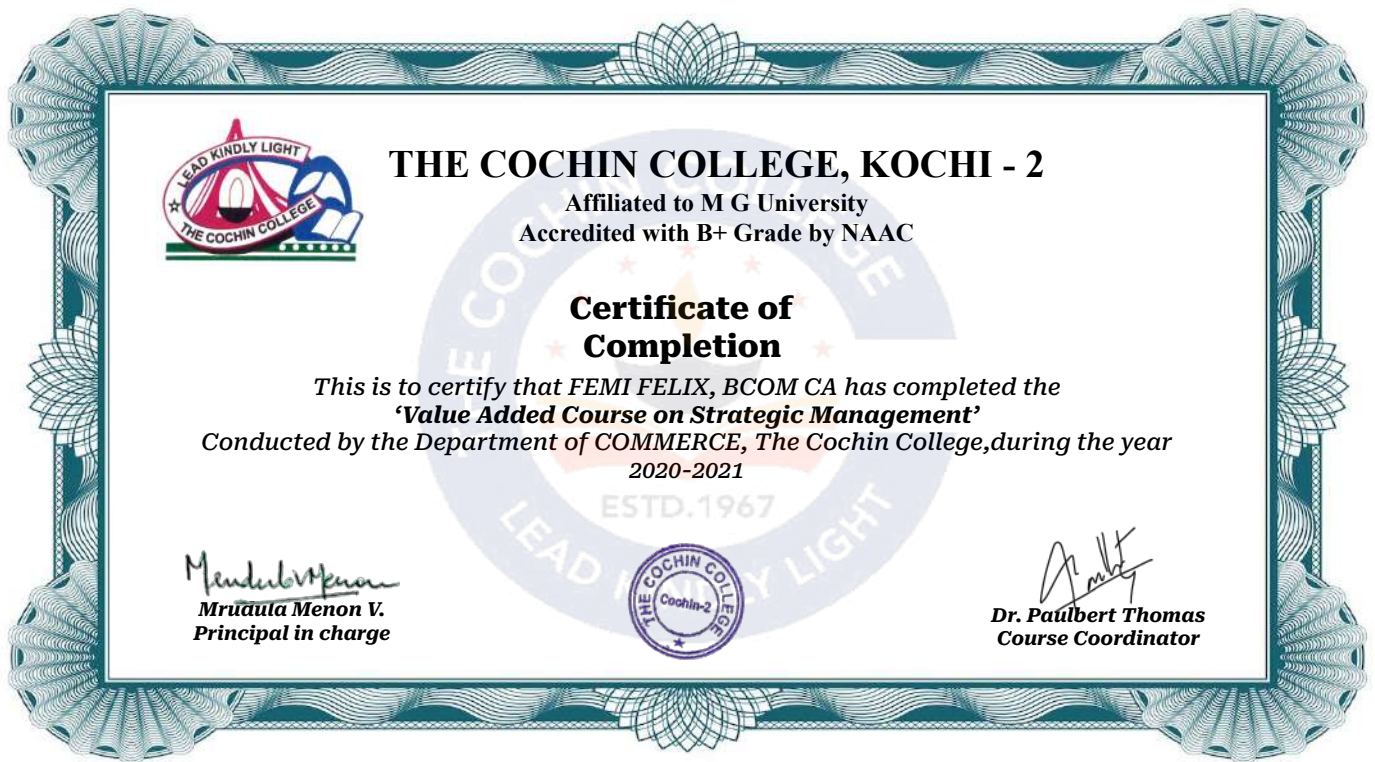 LEAD KINDLY LIGHT
THE COCHIN COLLEGE
THE COCHIN COLLEGE, KOCHI - 2
Affiliated to M G University
Accredited with B+ Grade by NAAC
THE COCHIN COLLEGE
Certificate of
Completion
This is to certify that FEMI FELIX, BCOM CA has completed the
‘Value Added Course on Strategic Management’
Conducted by the Department of COMMERCE, The Cochin College,during the year
2020-2021
ESTD.1967
LEAD KINDLY LIGHT
Mrudula Menon V.
Principal in charge
THE COCHIN COLLEGE
Cochin-2
Dr. Paulbert Thomas
Course Coordinator